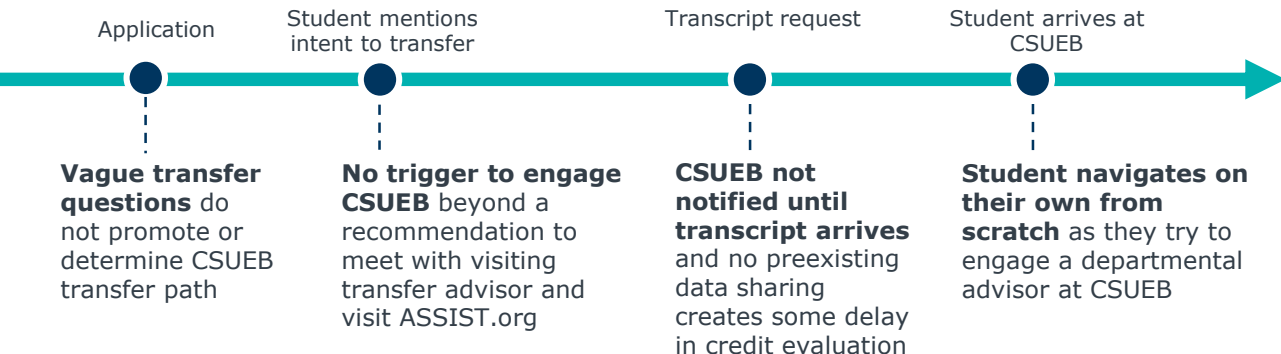 Application
Student mentions
intent to transfer
Transcript request
Student arrives at
CSUEB
Vague transfer
questions do
not promote or
determine CSUEB
transfer path
No trigger to engage
CSUEB beyond a
recommendation to
meet with visiting
transfer advisor and
visit ASSIST.org
CSUEB not
notified until
transcript arrives
and no preexisting
data sharing
creates some delay
in credit evaluation
Student navigates on
their own from
scratch as they try to
engage a departmental
advisor at CSUEB